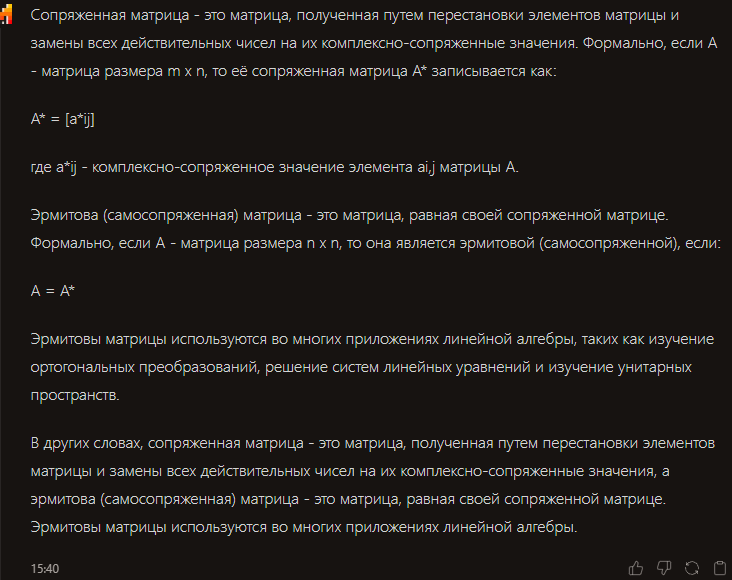 Сопряженная матрица - это матрица, полученная путем перестановки элементов матрицы и
замены всех действительных чисел на их комплексно-сопряженные значения. Формально, если A
- матрица размера m x n, то её сопряженная матрица A* записывается как:
A* = [a*ij]
где a*ij - комплексно-сопряженное значение элемента ai,j матрицы A.
Эрмитова (самосопряженная) матрица - это матрица, равная своей сопряженной матрице.
Формально, если A - матрица размера n x n, то она является эрмитовой (самосопряженной), если:
A = A*
Эрмитовы матрицы используются во многих приложениях линейной алгебры, таких как изучение
ортогональных преобразований, решение систем линейных уравнений и изучение унитарных
пространств.
В других словах, сопряженная матрица - это матрица, полученная путем перестановки элементов
матрицы и замены всех действительных чисел на их комплексно-сопряженные значения, а
эрмитова (самосопряженная) матрица - это матрица, равная своей сопряженной матрице.
Эрмитовы матрицы используются во многих приложениях линейной алгебры.
15:40